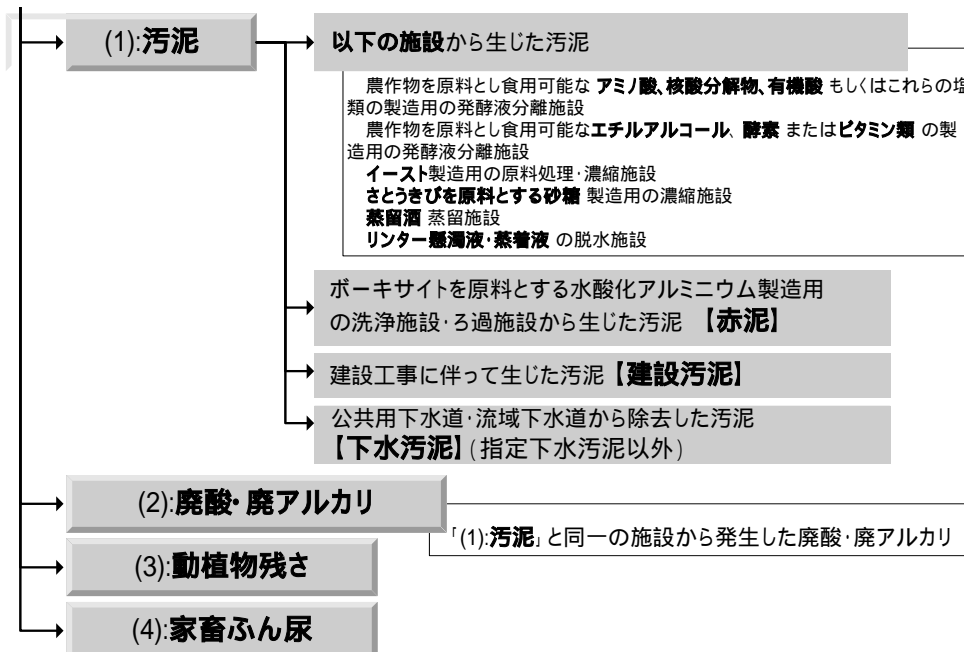 (1):汚泥
以下の施設から生じた汚泥
農作物を原料とし食用可能な アミノ酸、核酸分解物、有機酸 もしくはこれらの塩
類の製造用の発酵液分離施設
農作物を原料とし食用可能なエチルアルコール、酵素 またはビタミン類 の製
造用の発酵液分離施設
イースト製造用の原料処理・濃縮施設
さとうきびを原料とする砂糖 製造用の濃縮施設
蒸留酒 蒸留施設
リンター懸濁液・蒸着液 の脱水施設
ボーキサイトを原料とする水酸化アルミニウム製造用
の洗浄施設・ろ過施設から生じた汚泥 【赤泥】
建設工事に伴って生じた汚泥【建設汚泥】
公共用下水道・流域下水道から除去した汚泥
【下水汚泥】(指定下水汚泥以外)
(2):廃酸・廃アルカリ
「(1):汚泥」と同一の施設から発生した廃酸・廃アルカリ
(3):動植物残さ
(4):家畜ふん尿